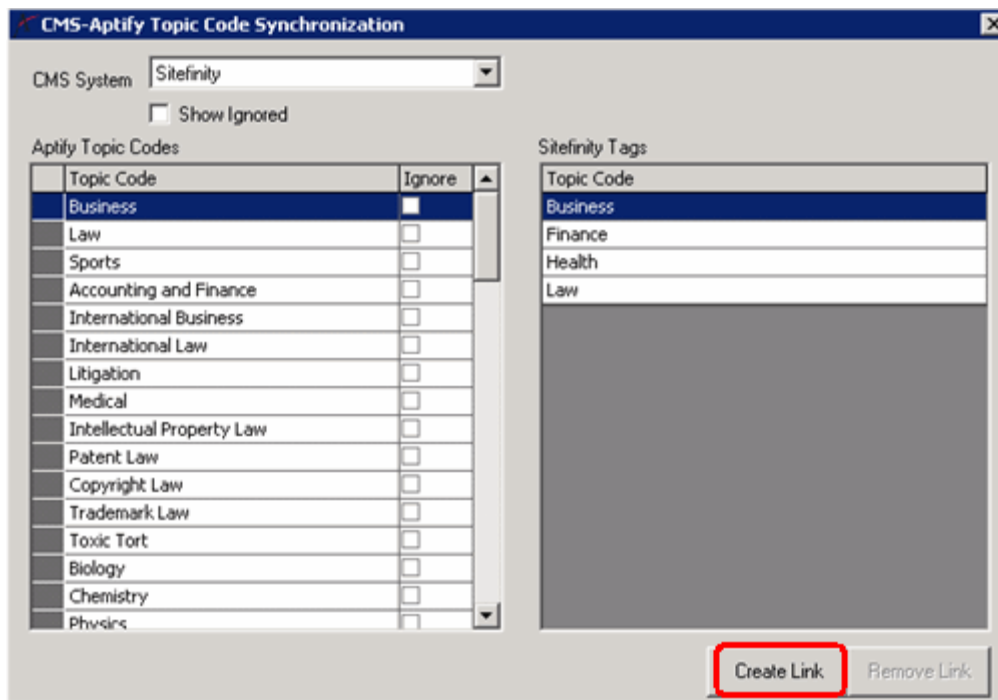 CMS-Aptify Topic Code Synchronization
CMS System Sitefinity
Show Ignored
Aptify Topic Codes
Topic Code Ignore
Business
Law
Sports
Accounting and Finance
International Business
International Law
Litigation
Medical
Intellectual Property Law
Patent Law
Copyright Law
Trademark Law
Toxic Tort
Biology
Chemistry
Physics
Sitefinity Tags
Topic Code
Business
Finance
Health
Law
Create Link Remove Link